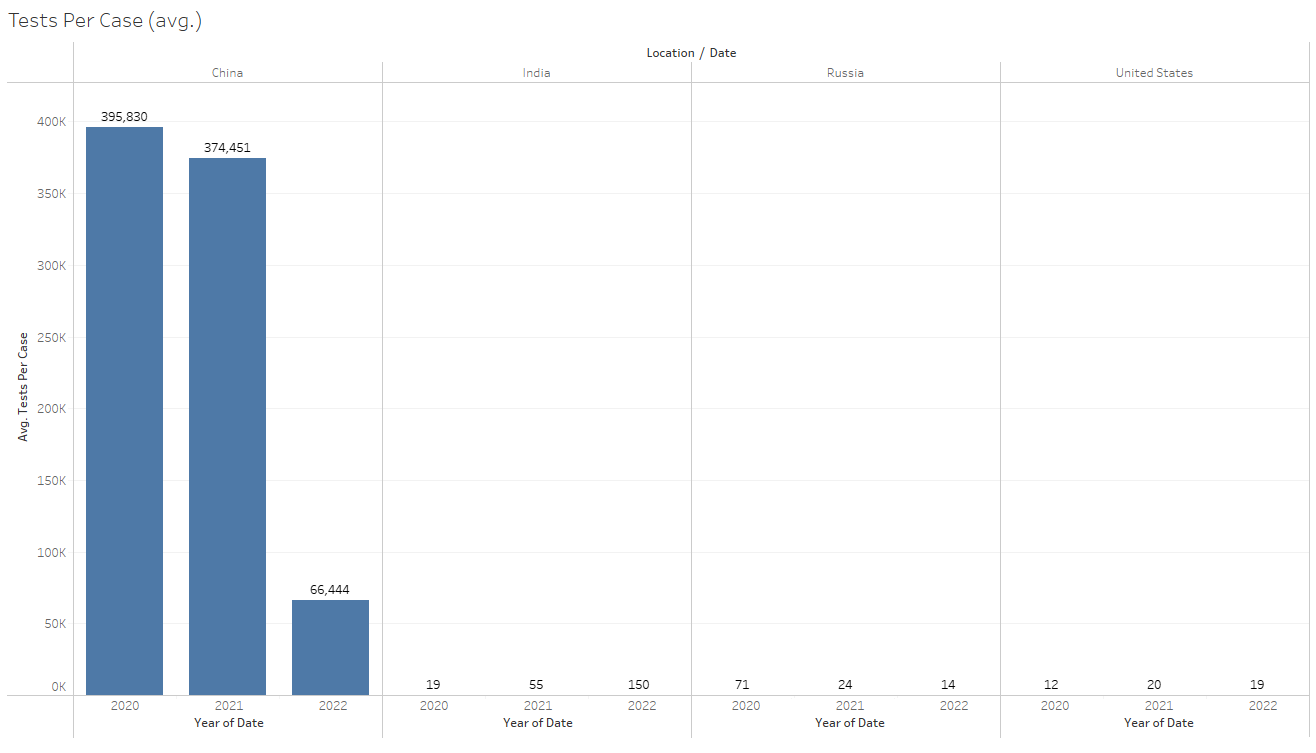 Tests Per Case (avg.)
Location / Date
China India Russia United States
Avg. Tests Per Case
400K
350K
300K
250K
200K
150K
100K
50K
0K
395,830 374,451 66,444 19 55 150 71 24 14 12 20 19
2020 2021 2022 2020 2021 2022 2020 2021 2022 2020 2021 2022
Year of Date Year of Date Year of Date Year of Date